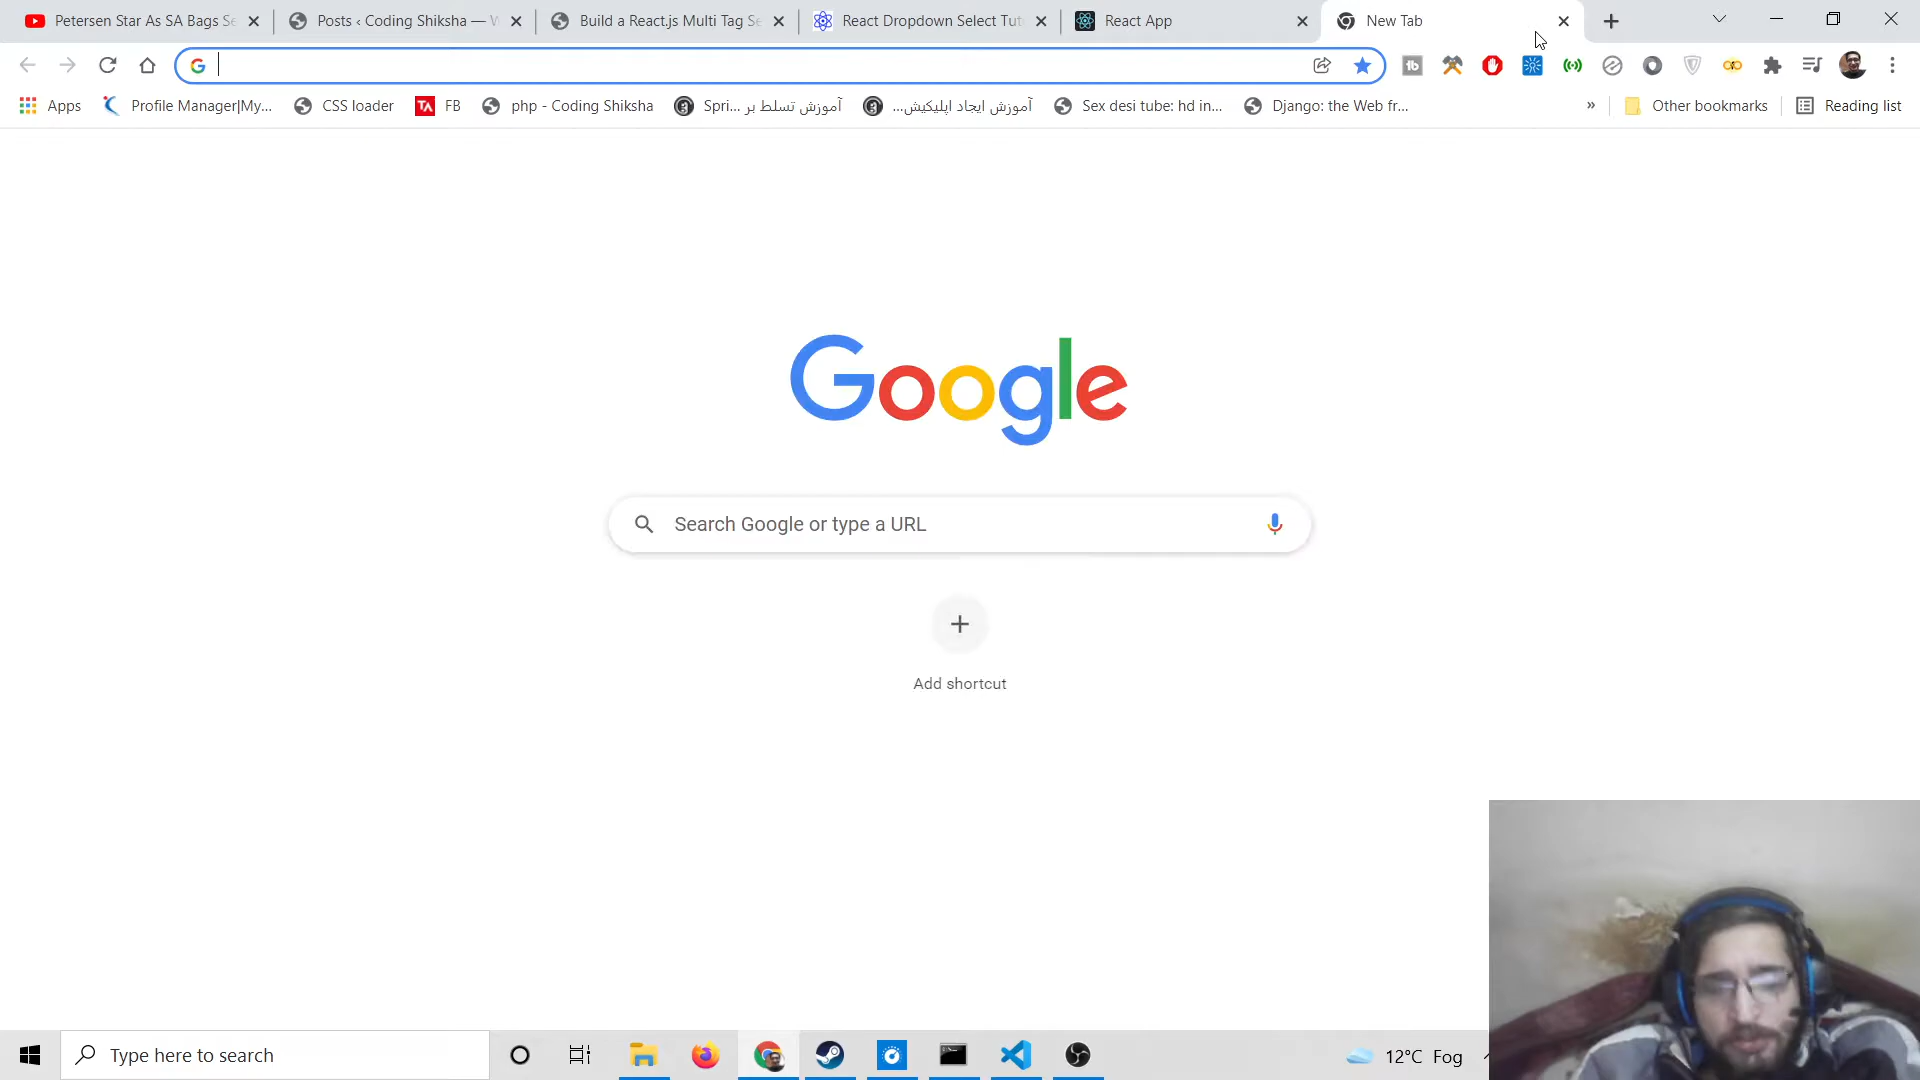 Petersen Star As SA Bags Se
Posts ‹ Coding Shiksha — W
Build a React.js Multi Tag Se
React Dropdown Select Tut
React App
New Tab
Apps
Profile Manager|My...
CSS loader
TA FB
php - Coding Shiksha
آموزش تسلط بر Spri...
آموزش ایجاد اپلیکیش...
Sex desi tube: hd in...
Django: the Web fr...
»
Other bookmarks
Reading list
Google
Search Google or type a URL
Add shortcut
Type here to search
12°C Fog